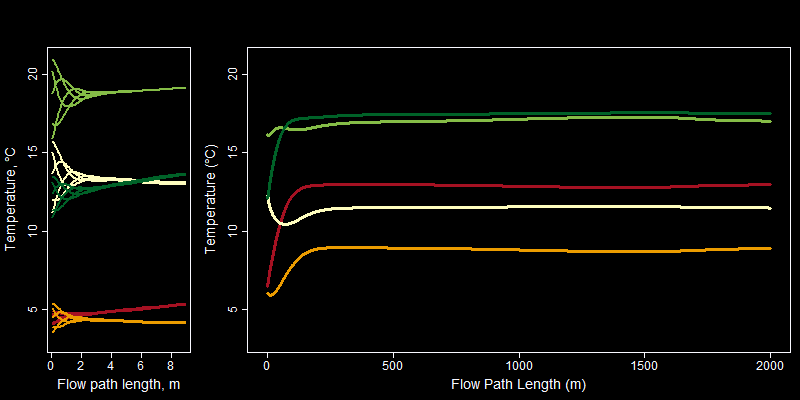 Temperature, °C
20
15
10
5
0 2 4 6 8
Flow path length, m
Temperature (°C)
20
15
10
5
0 500 1000 1500 2000
Flow Path Length (m)